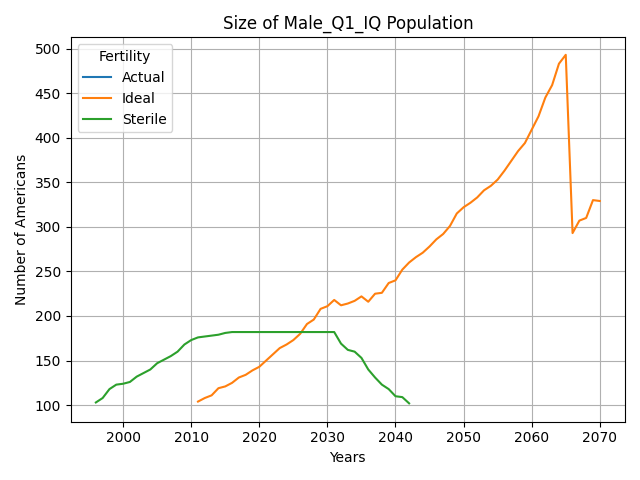 Size of Male_Q1_IQ Population
Fertility
Actual
Ideal
Sterile
Number of Americans
500
450
400
350
300
250
200
150
100
2000 2010 2020 2030 2040 2050 2060 2070
Years